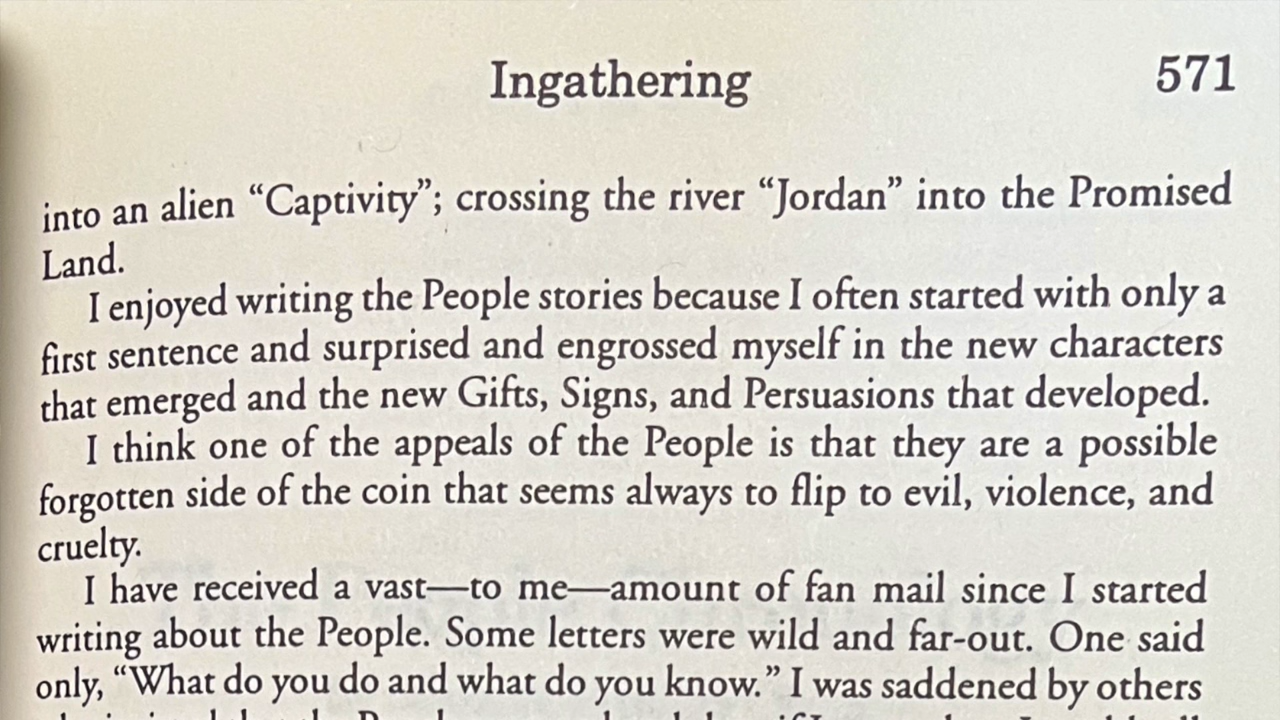 Ingathering 571
into an alien “Captivity”; crossing the river “Jordan” into the Promised
Land.
I enjoyed writing the People stories because I often started with only a
first sentence and surprised and engrossed myself in the new characters
that emerged and the new Gifts, Signs, and Persuasions that developed.
I think one of the appeals of the People is that they are a possible
forgotten side of the coin that seems always to flip to evil, violence, and
cruelty.
I have received a vast—to me—amount of fan mail since I started
writing about the People. Some letters were wild and far-out. One said
only, “What do you do and what do you know.” I was saddened by others